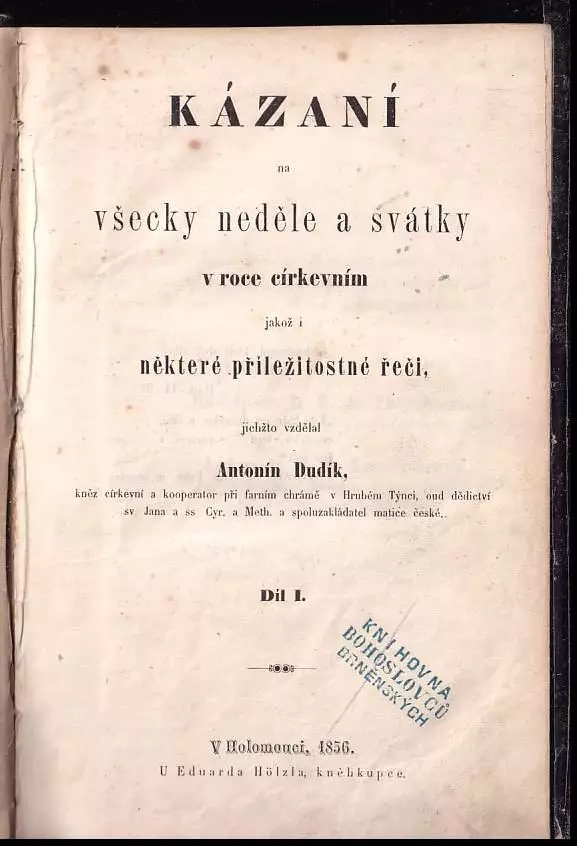 KÁZANÍ
na
všecky neděle a svátky
v roce církevním
jakož i
některé příležitostné řeči,
jichžto vzdělal
Antonín Dudík,
kněz církevní a kooperator při farním chrámě v Hrubém Týnci, oud dědictví
sv. Jana a ss Cyr. a Meth. a spoluzakládatel matice české.
Díl I.
KNIHOVNA
BOHOSLOVCŮ
BRNĚNSKÝCH
V Holomouci, 1856.
U Eduarda Hölzla, kněhkupce.